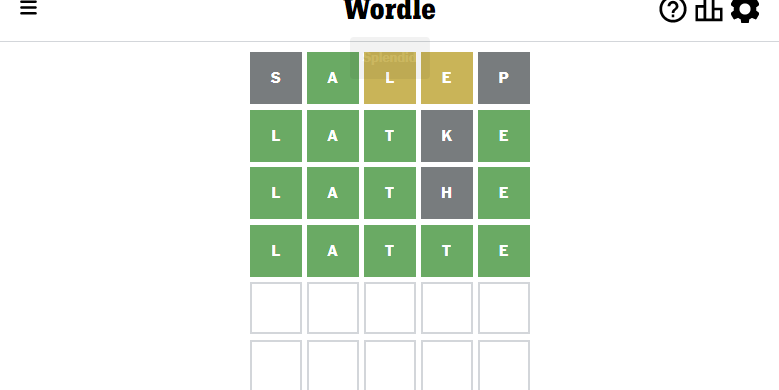 Wordle
Splendid
S A L E P
L A T K E
L A T H E
L A T T E